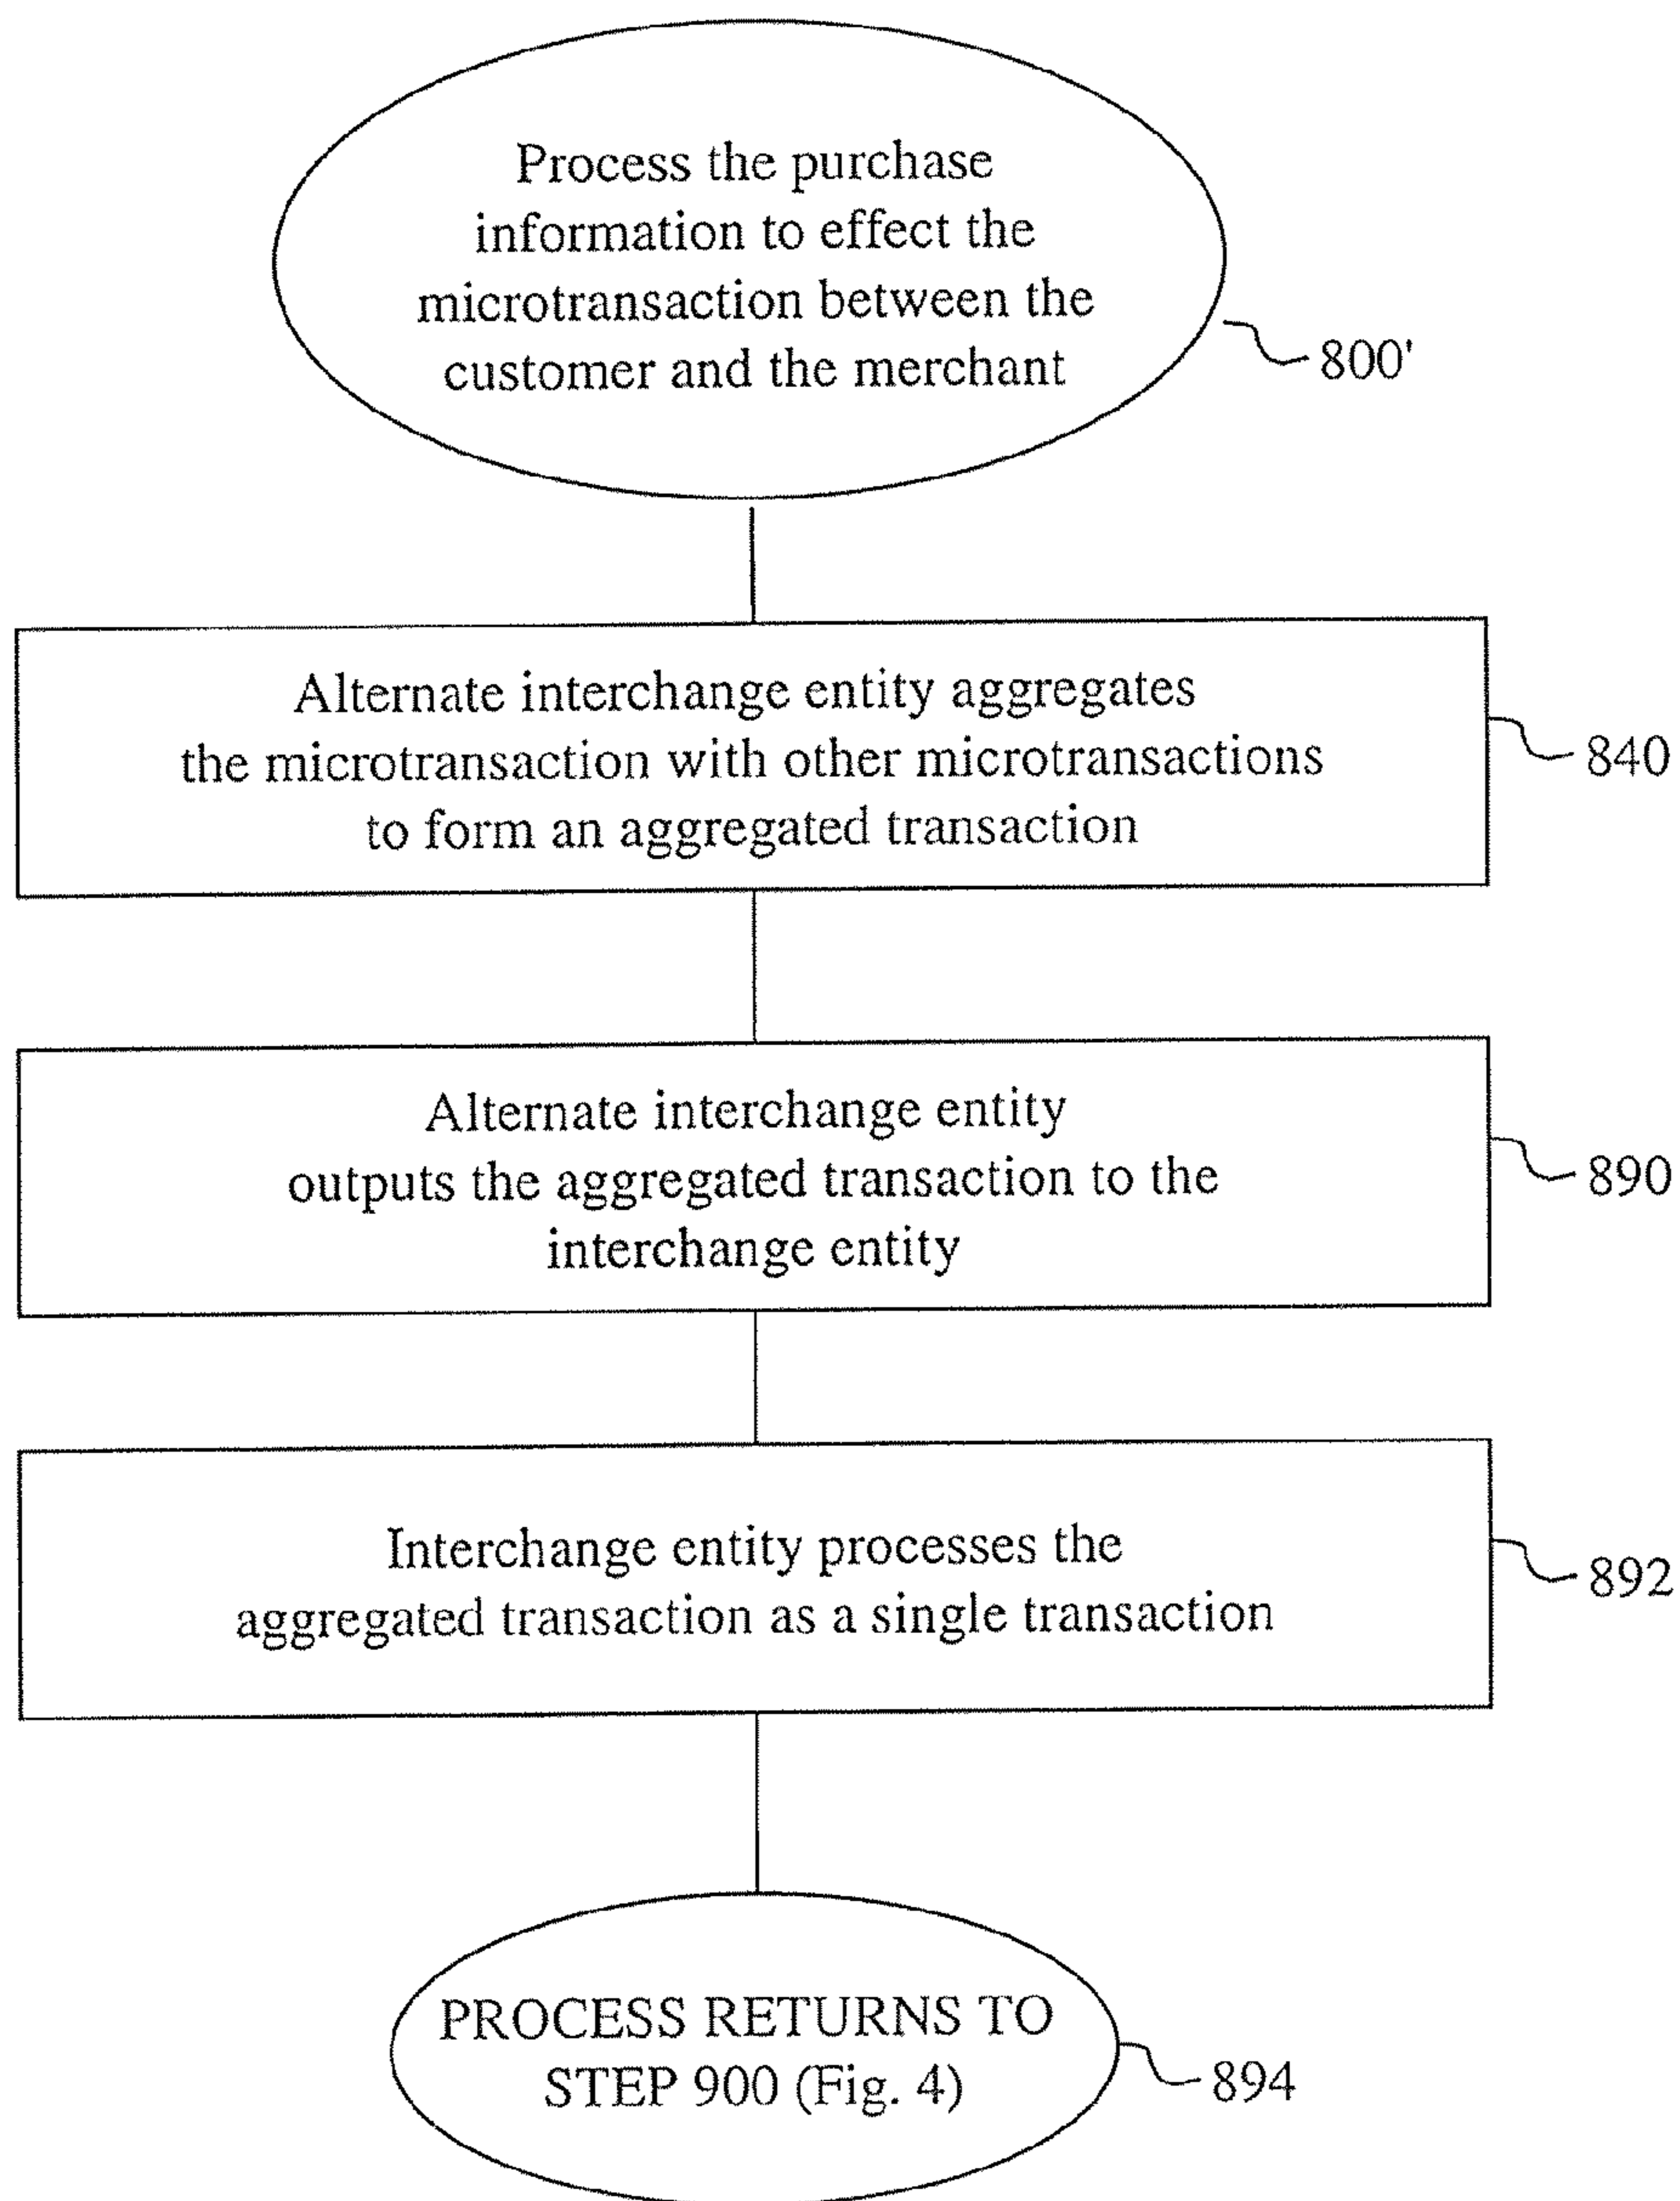 Process the purchase
information to effect the
microtransaction between the
customer and the merchant
800'
Alternate interchange entity aggregates
the microtransaction with other microtransactions
to form an aggregated transaction
840
Alternate interchange entity
outputs the aggregated transaction to the
interchange entity
890
Interchange entity processes the
aggregated transaction as a single transaction
892
PROCESS RETURNS TO
STEP 900 (Fig. 4)
894